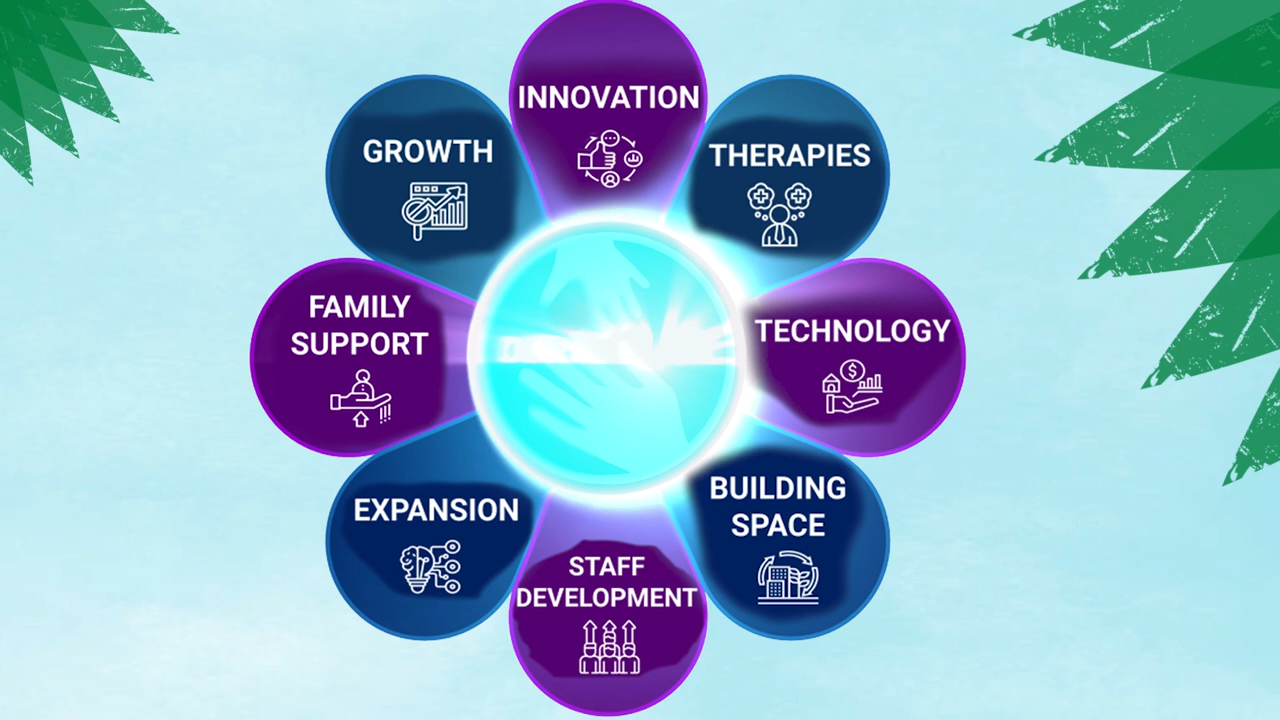 INNOVATION
GROWTH
THERAPIES
FAMILY
SUPPORT
TECHNOLOGY
EXPANSION
BUILDING
SPACE
STAFF
DEVELOPMENT